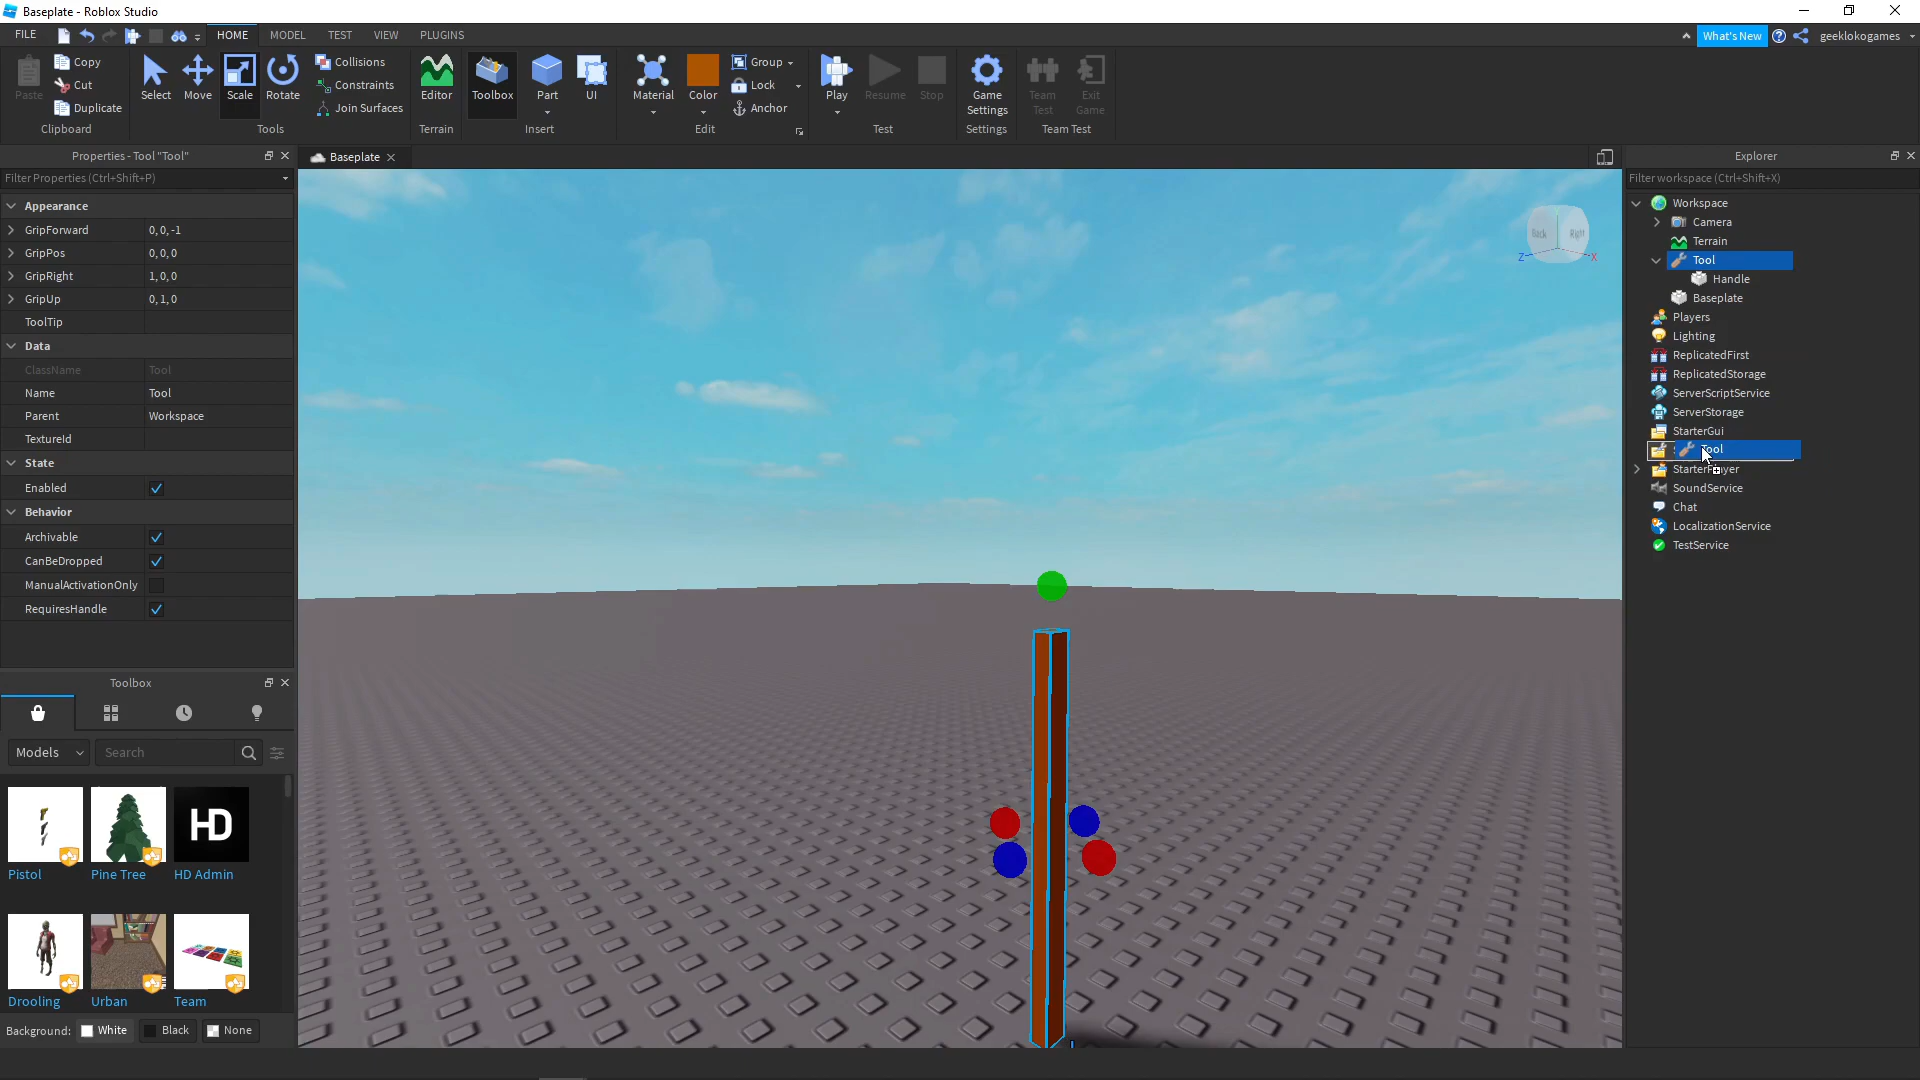 Baseplate - Roblox Studio
FILE
HOME
MODEL
TEST
VIEW
PLUGINS
What's New
geeklokogames
Paste
Copy
Cut
Duplicate
Clipboard
Select
Move
Scale
Rotate
Collisions
Constraints
Join Surfaces
Tools
Editor
Terrain
Toolbox
Part
UI
Insert
Material
Color
Group
Lock
Anchor
Edit
Play
Resume
Stop
Test
Game
Settings
Settings
Team
Test
Exit
Game
Team Test
Properties - Tool "Tool"
Filter Properties (Ctrl+Shift+P)
Appearance
GripForward 0, 0, -1
GripPos 0, 0, 0
GripRight 1, 0, 0
GripUp 0, 1, 0
ToolTip
Data
ClassName Tool
Name Tool
Parent Workspace
TextureId
State
Enabled
Behavior
Archivable
CanBeDropped
ManualActivationOnly
RequiresHandle
Toolbox
Models
Search
Pistol
Pine Tree
HD
HD Admin
Drooling
Urban
Team
Background: White Black None
Baseplate
Back
Right
Z
X
Explorer
Filter workspace (Ctrl+Shift+X)
Workspace
Camera
Terrain
Tool
Handle
Baseplate
Players
Lighting
ReplicatedFirst
ReplicatedStorage
ServerScriptService
ServerStorage
StarterGui
Tool
StarterPlayer
SoundService
Chat
LocalizationService
TestService